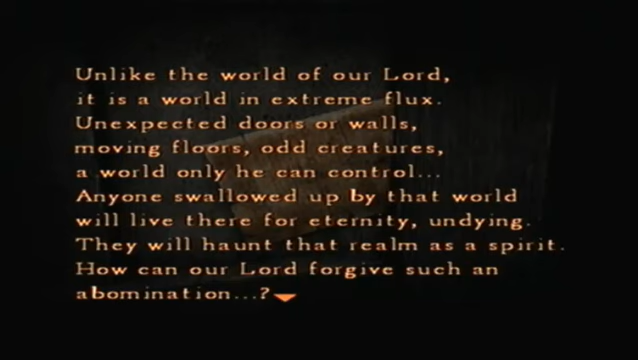 Unlike the world of our Lord,
it is a world in extreme flux.
Unexpected doors or walls,
moving floors, odd creatures,
a world only he can control...
Anyone swallowed up by that world
will live there for eternity, undying.
They will haunt that realm as a spirit.
How can our Lord forgive such an
abomination...?